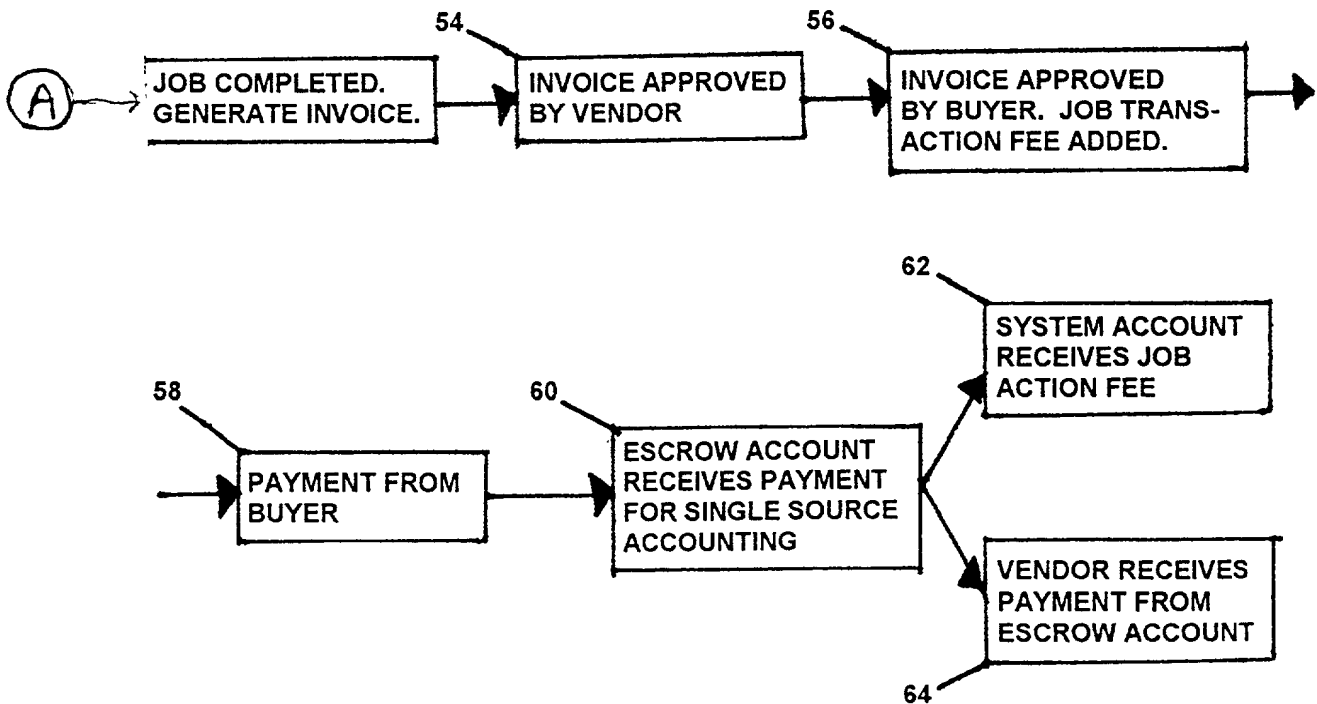 54
56
A
JOB COMPLETED.
GENERATE INVOICE.
INVOICE APPROVED
BY VENDOR
INVOICE APPROVED
BY BUYER. JOB TRANS-
ACTION FEE ADDED.
58
PAYMENT FROM
BUYER
60
ESCROW ACCOUNT
RECEIVES PAYMENT
FOR SINGLE SOURCE
ACCOUNTING
62
SYSTEM ACCOUNT
RECEIVES JOB
ACTION FEE
VENDOR RECEIVES
PAYMENT FROM
ESCROW ACCOUNT
64